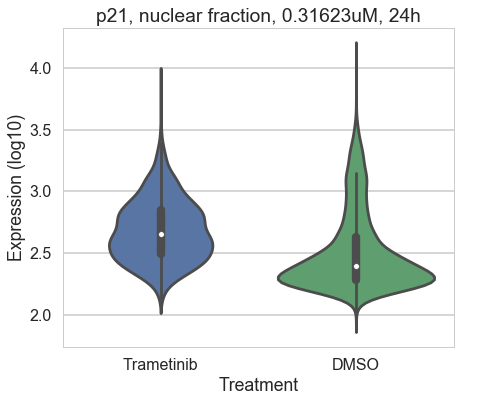 p21, nuclear fraction, 0.31623uM, 24h
Expression (log10)
4.0
3.5
3.0
2.5
2.0
Trametinib
DMSO
Treatment